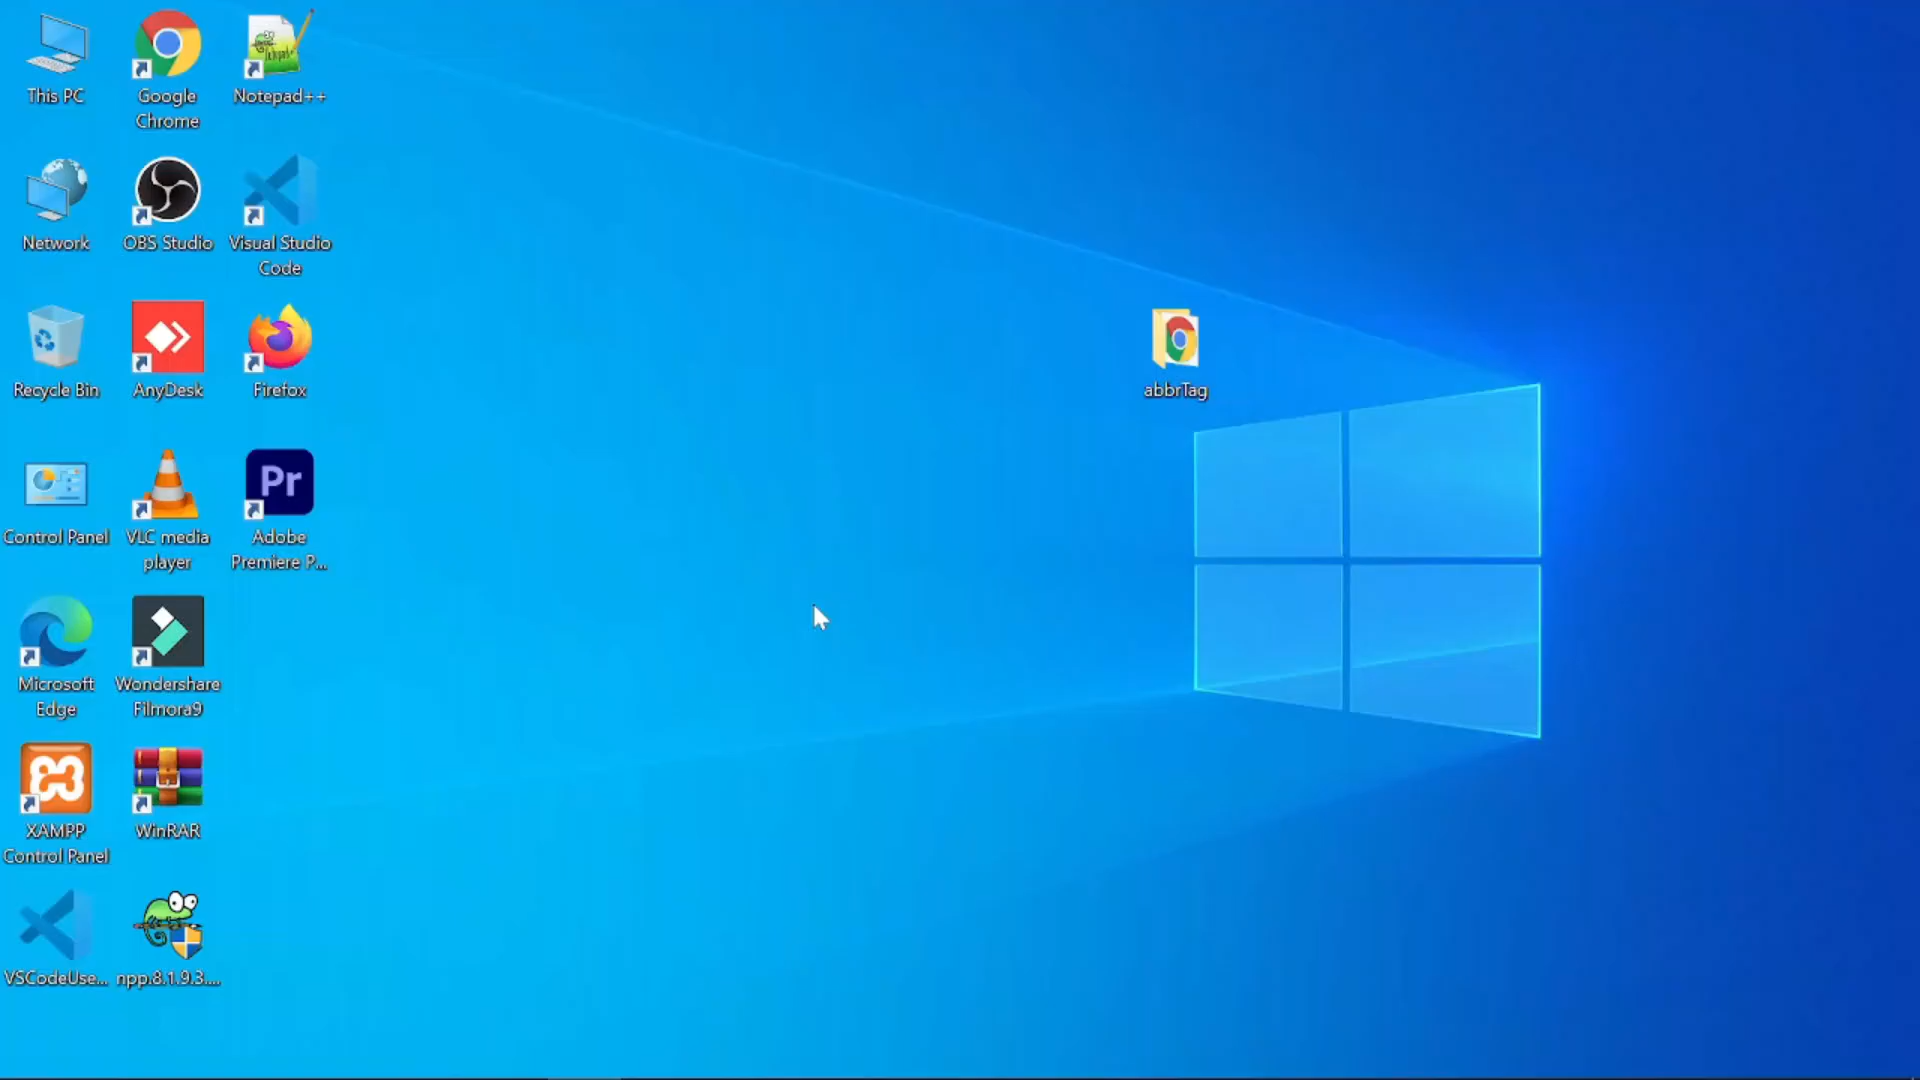 This PC
Google
Chrome
Notepad++
Network
OBS Studio
Visual Studio
Code
Recycle Bin
AnyDesk
Firefox
abbrTag
Control Panel
VLC media
player
Pr
Adobe
Premiere P...
Microsoft
Edge
Wondershare
Filmora9
XAMPP
Control Panel
WinRAR
VSCodeUse...
npp.8.1.9.3....